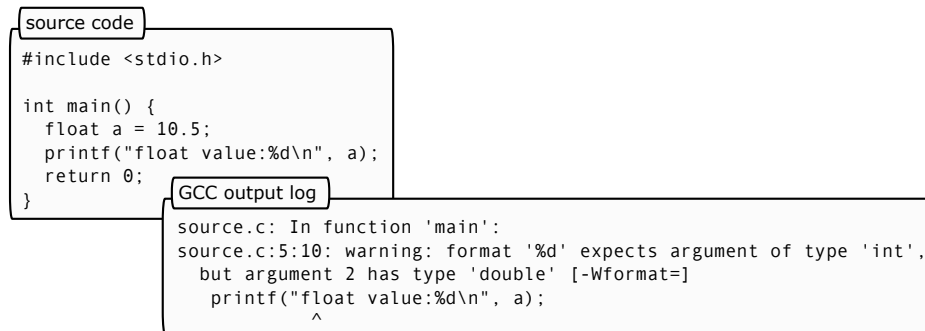 source code
#include <stdio.h>
int main() {
  float a = 10.5;
  printf("float value:%d\n", a);
  return 0;
}
GCC output log
source.c: In function 'main':
source.c:5:10: warning: format '%d' expects argument of type 'int',
  but argument 2 has type 'double' [-Wformat=]
   printf("float value:%d\n", a);
            ^